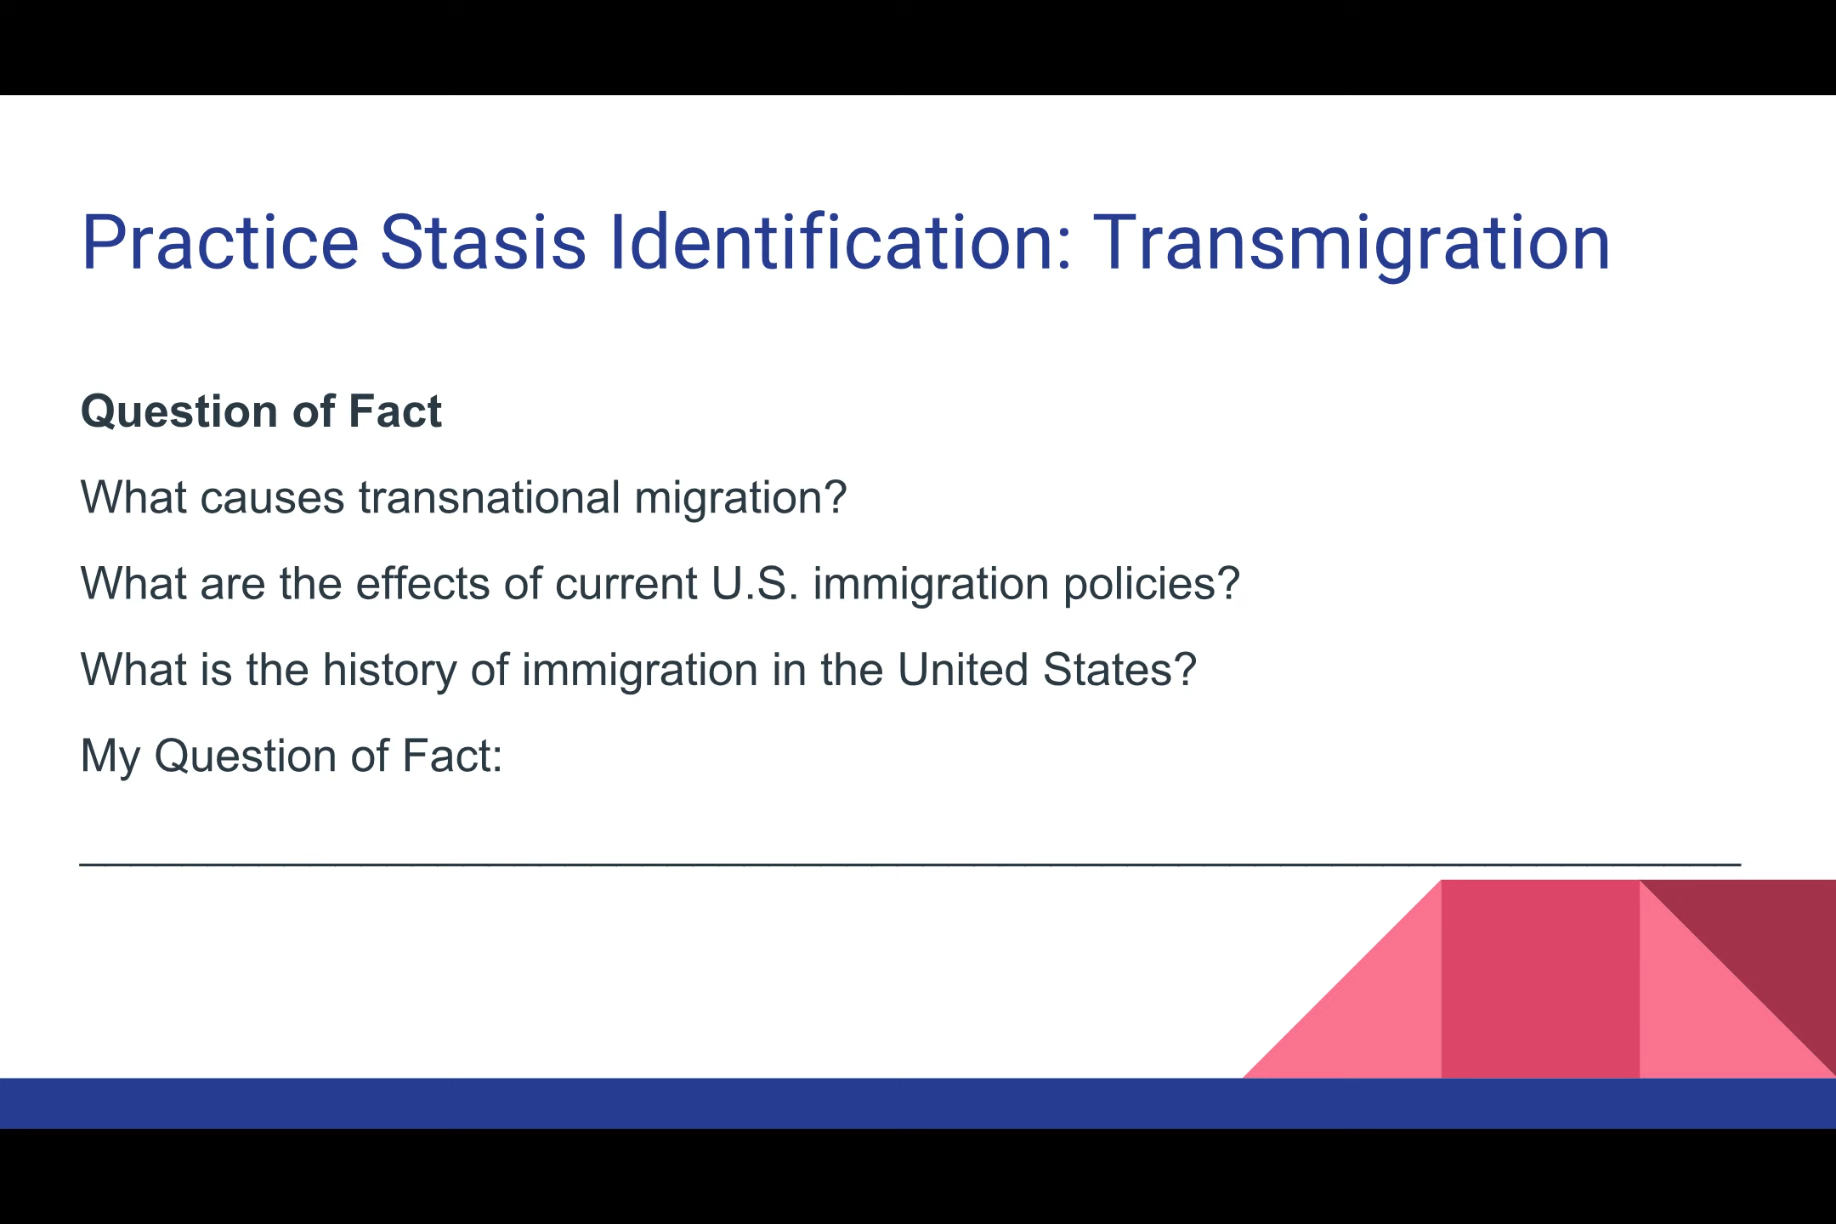 Practice Stasis Identification: Transmigration
Question of Fact
What causes transnational migration?
What are the effects of current U.S. immigration policies?
What is the history of immigration in the United States?
My Question of Fact: